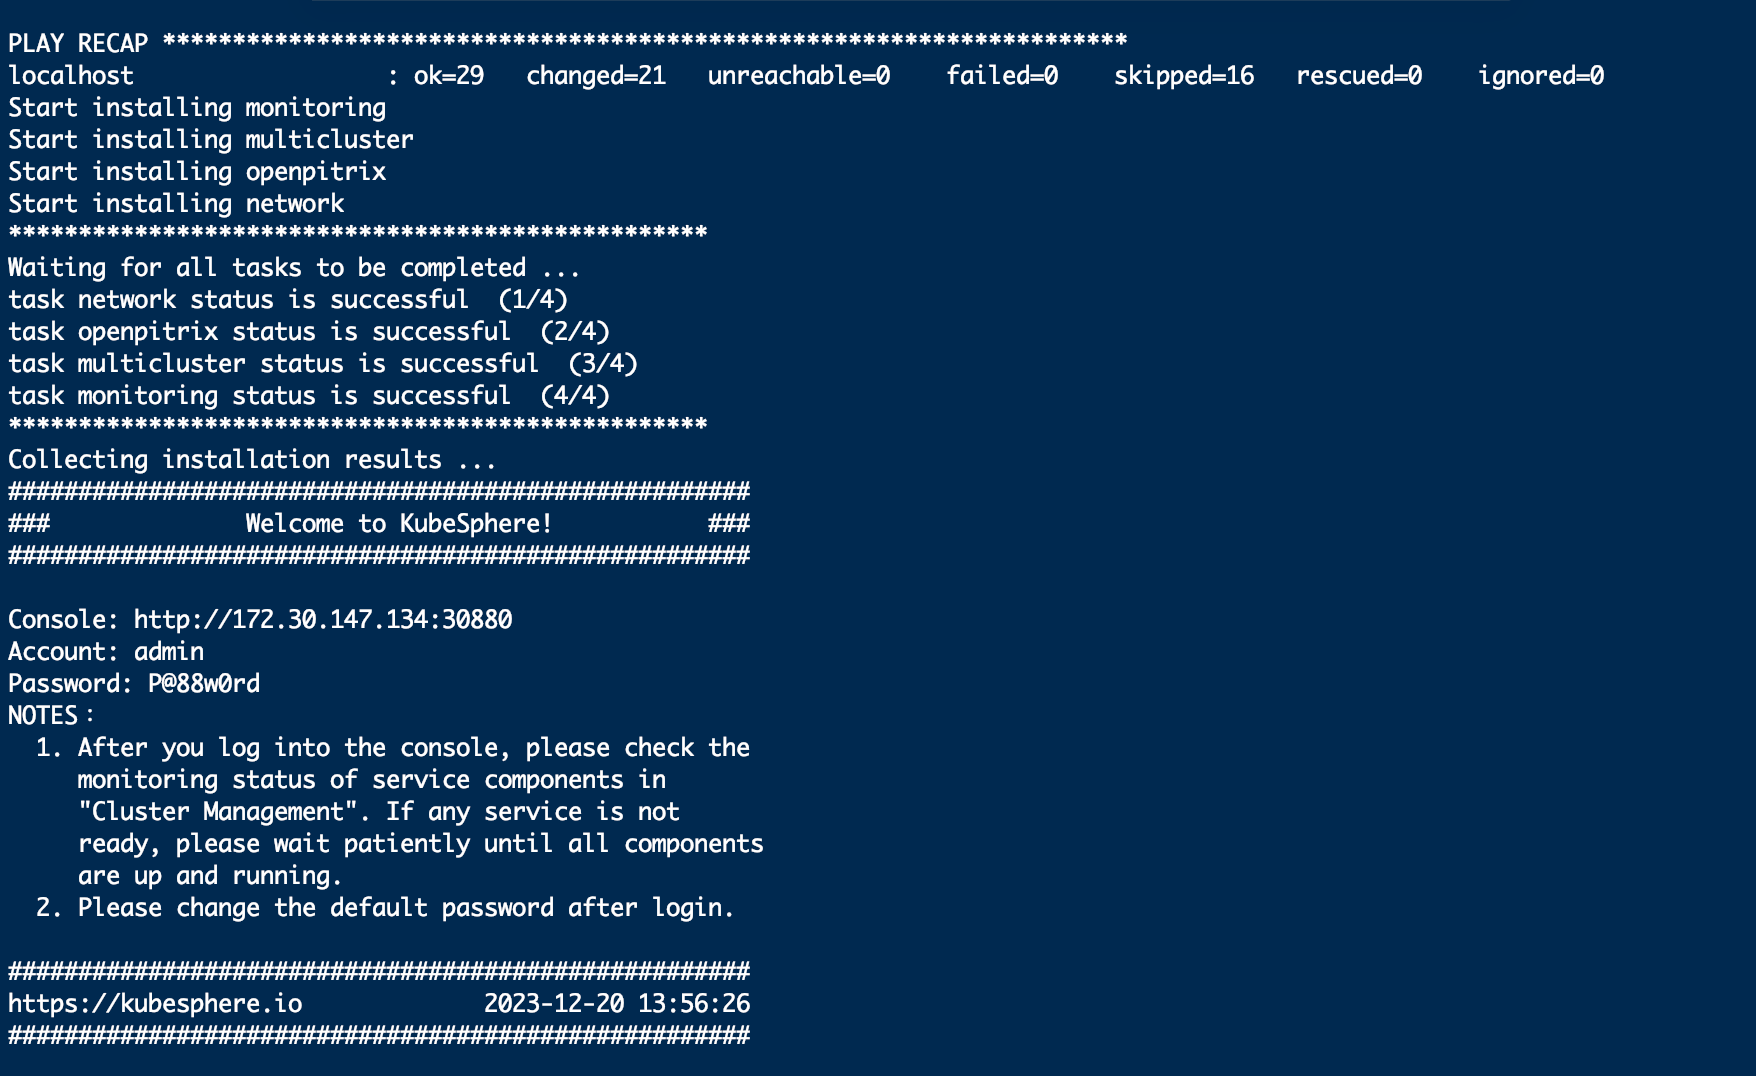 PLAY RECAP *********************************************************************
localhost                  : ok=29   changed=21   unreachable=0    failed=0    skipped=16   rescued=0    ignored=0
Start installing monitoring
Start installing multicluster
Start installing openpitrix
Start installing network
**************************************************
Waiting for all tasks to be completed ...
task network status is successful  (1/4)
task openpitrix status is successful  (2/4)
task multicluster status is successful  (3/4)
task monitoring status is successful  (4/4)
**************************************************
Collecting installation results ...
#####################################################
###              Welcome to KubeSphere!           ###
#####################################################

Console: http://172.30.147.134:30880
Account: admin
Password: P@88w0rd
NOTES：
  1. After you log into the console, please check the
     monitoring status of service components in
     "Cluster Management". If any service is not
     ready, please wait patiently until all components
     are up and running.
  2. Please change the default password after login.

#####################################################
https://kubesphere.io             2023-12-20 13:56:26
#####################################################